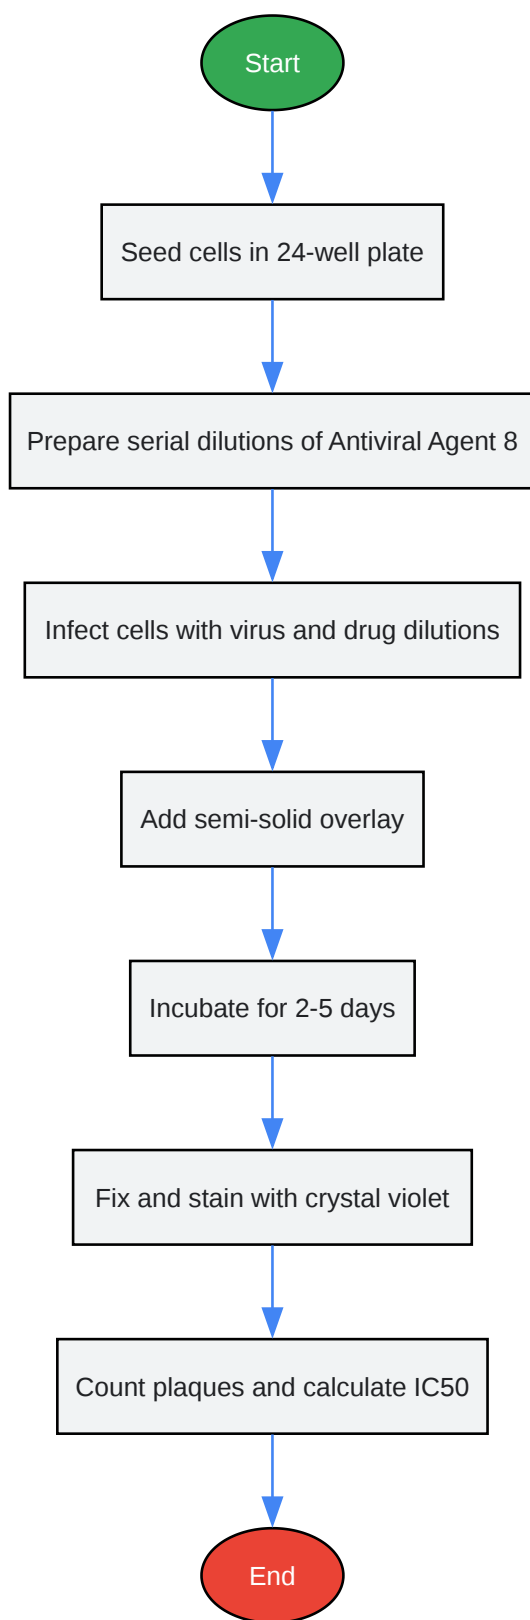 Start
Seed cells in 24-well plate
Prepare serial dilutions of Antiviral Agent 8
Infect cells with virus and drug dilutions
Add semi-solid overlay
Incubate for 2-5 days
Fix and stain with crystal violet
Count plaques and calculate IC50
End